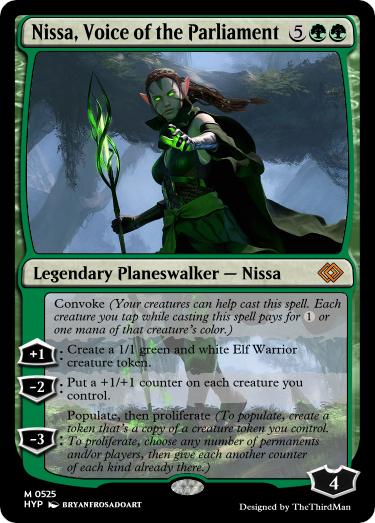 Nissa, Voice of the Parliament 5
Legendary Planeswalker — Nissa
Convoke (Your creatures can help cast this spell. Each
creature you tap while casting this spell pays for 1 or
one mana of that creature's color.)
+1: Create a 1/1 green and white Elf Warrior
creature token.
-2: Put a +1/+1 counter on each creature you
control.
Populate, then proliferate (To populate, create a
token that's a copy of a creature token you control.
-3: To proliferate, choose any number of permanents
and/or players, then give each another counter
of each kind already there.)
4
M 0525
HYP BRYANFROSADOART
Designed by TheThirdMan